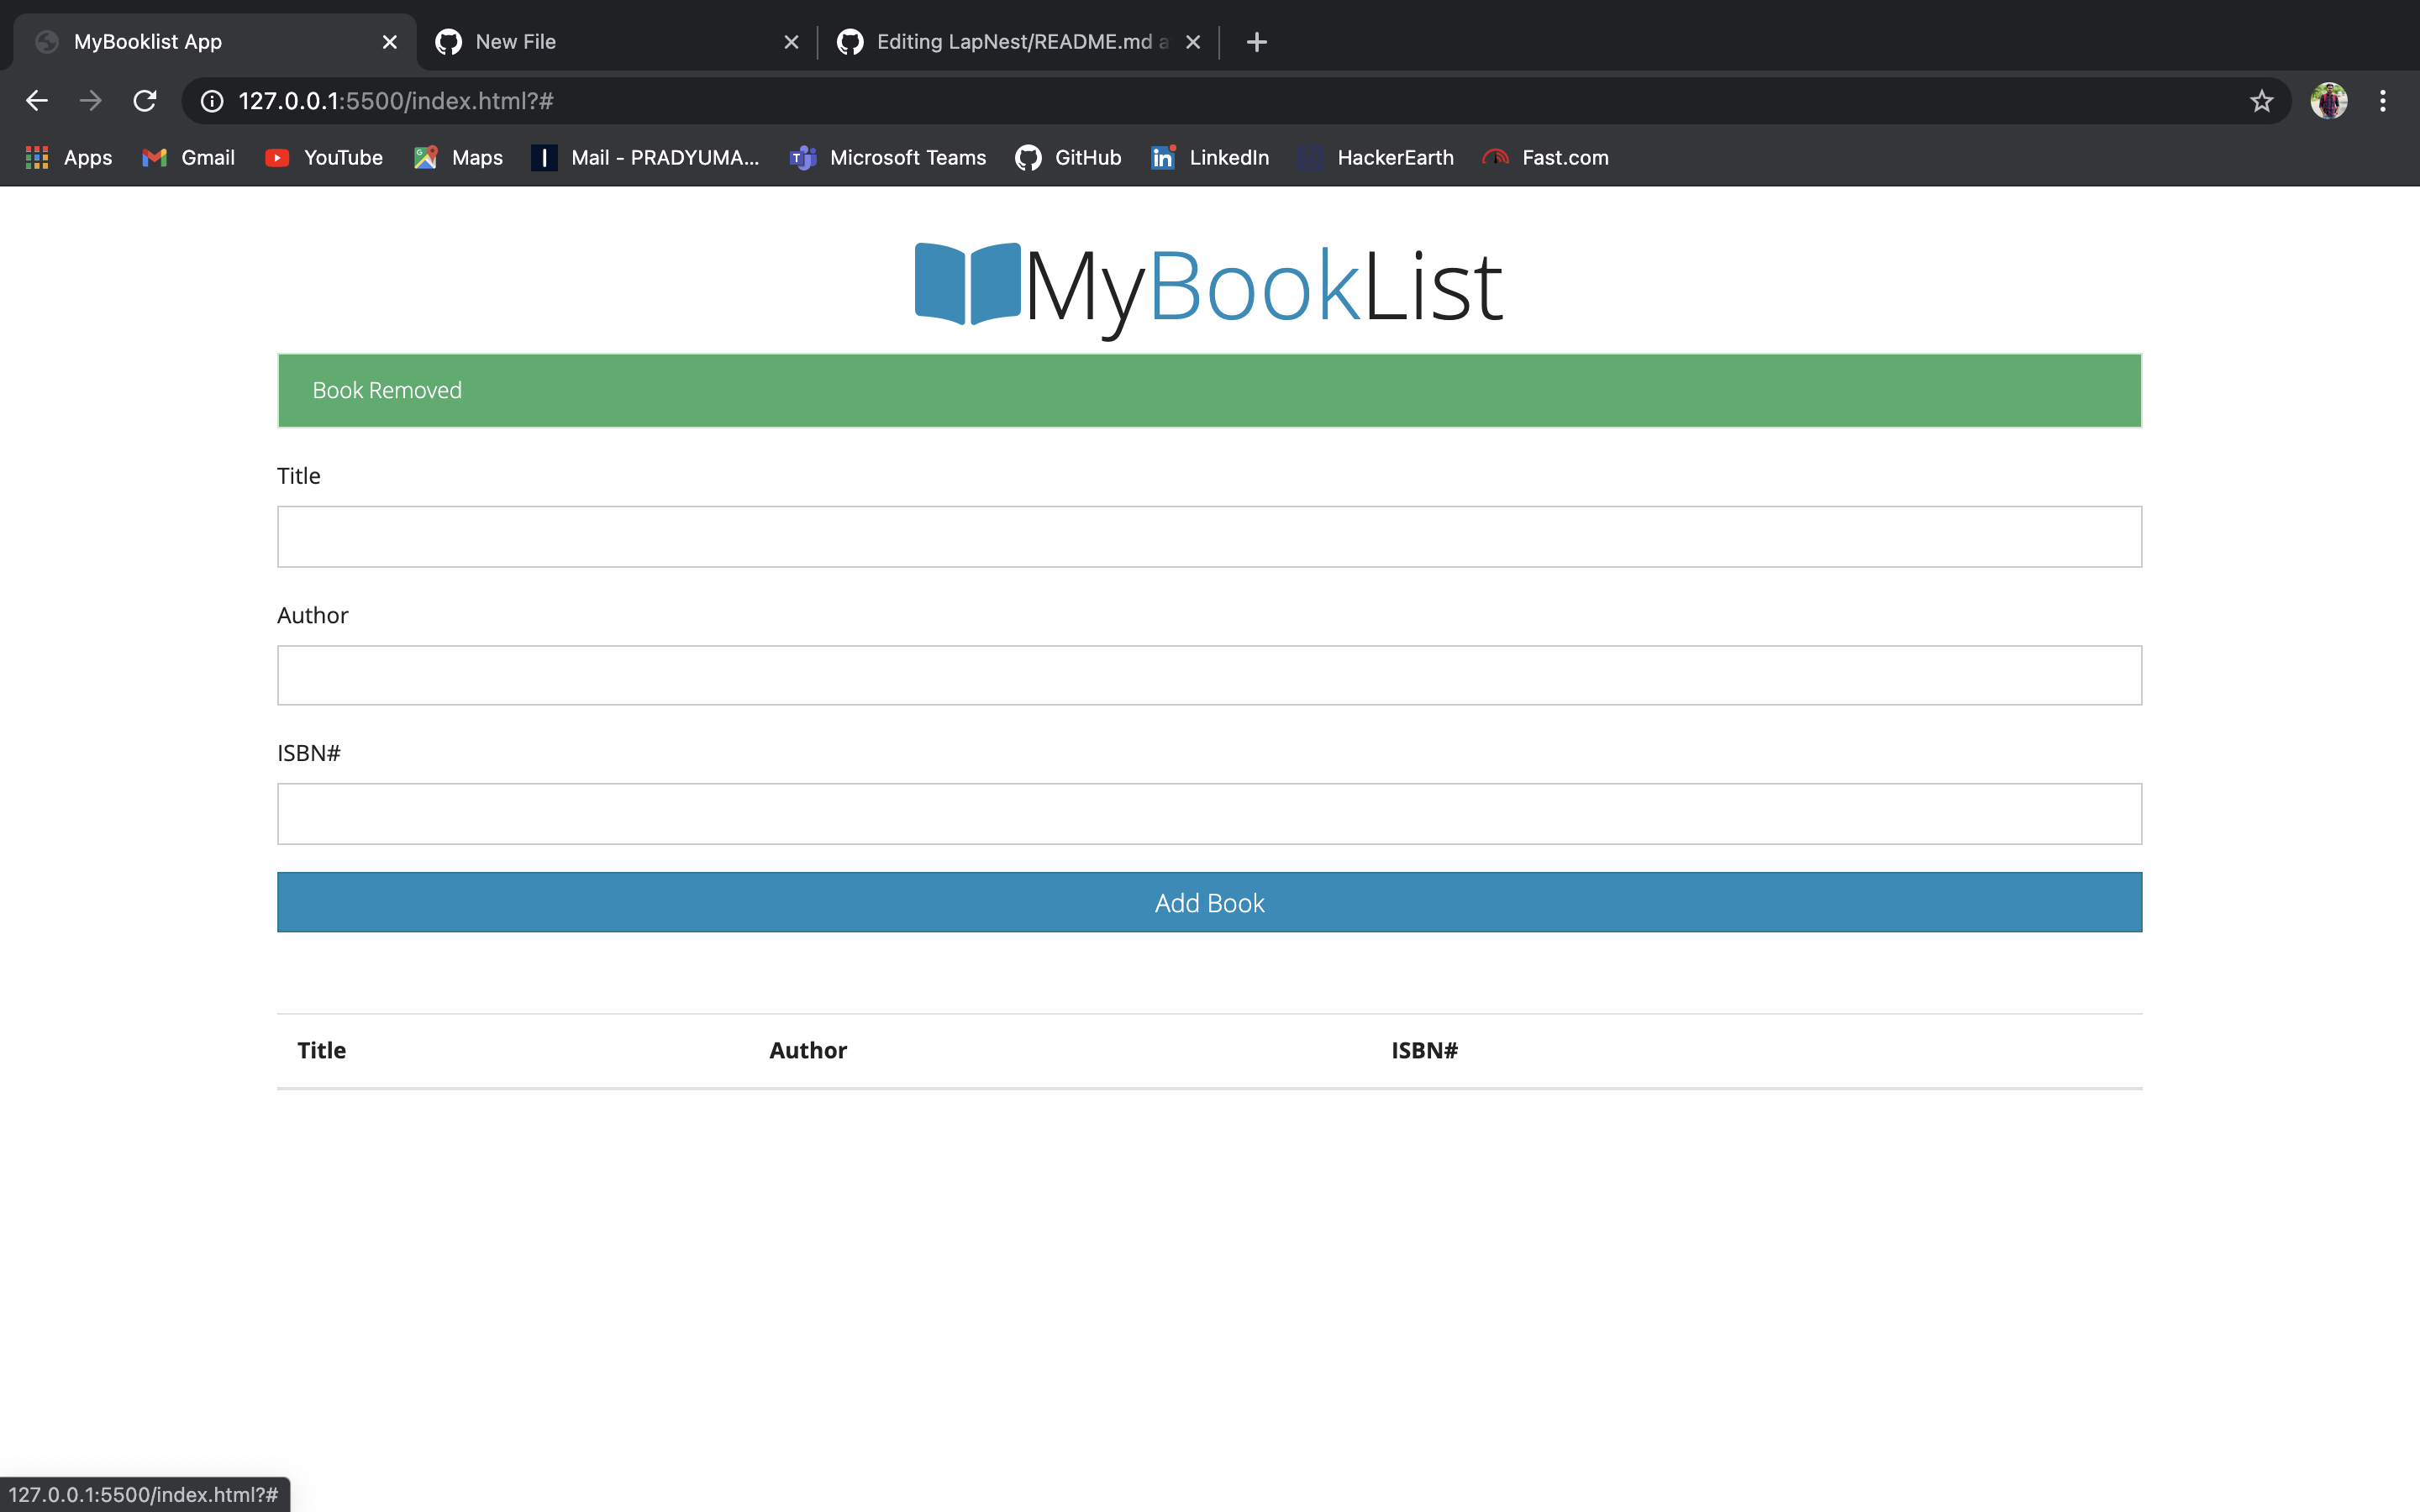 MyBooklist App
New File
Editing LapNest/README.md a
127.0.0.1:5500/index.html?#
Apps
Gmail
YouTube
Maps
Mail - PRADYUMA...
Microsoft Teams
GitHub
LinkedIn
HackerEarth
Fast.com
MyBookList
Book Removed
Title
Author
ISBN#
Add Book
Title Author ISBN#
127.0.0.1:5500/index.html?#